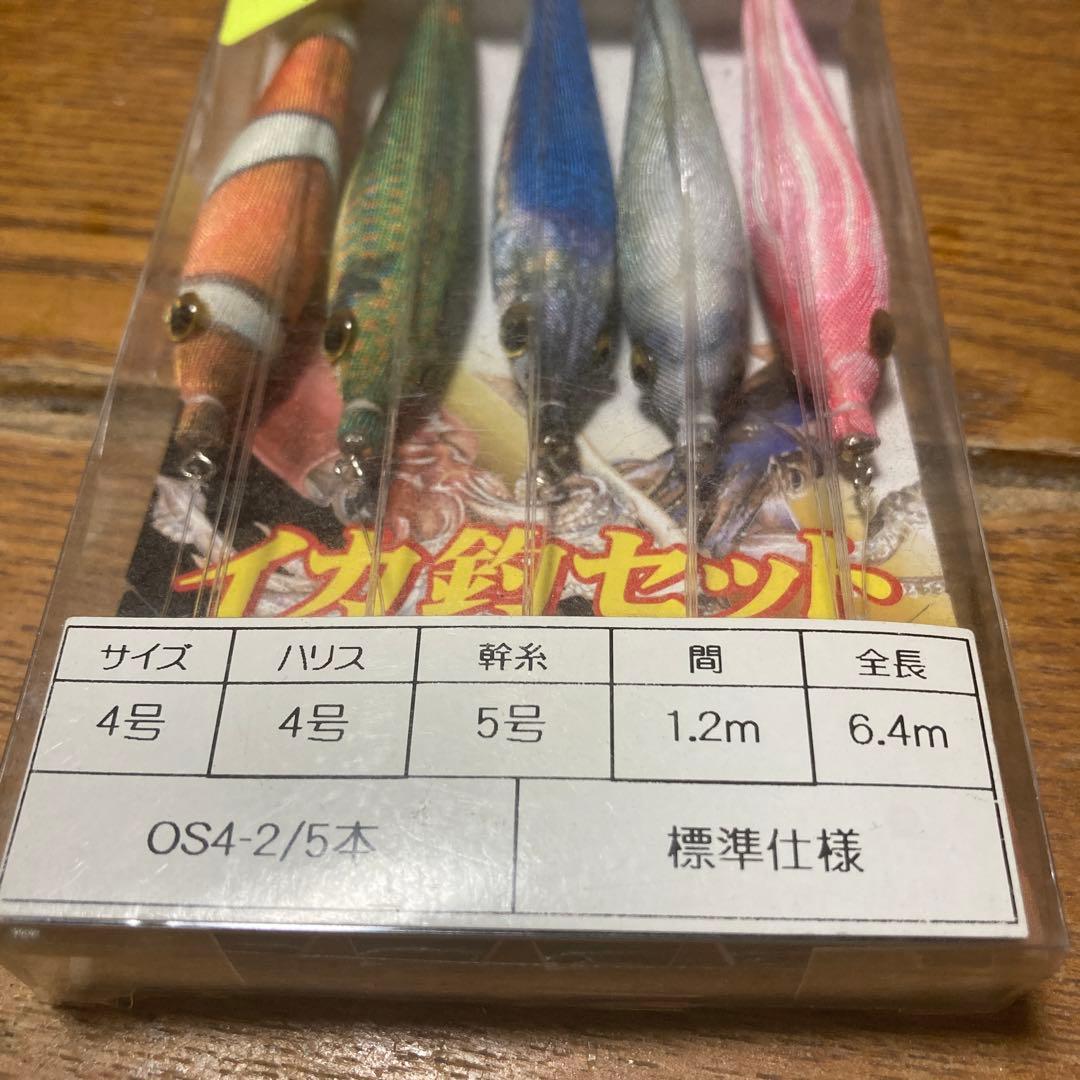 イカ釣セット
サイズ ハリス 幹糸 間 全長
4号 4号 5号 1.2m 6.4m
OS4-2/5本 標準仕様